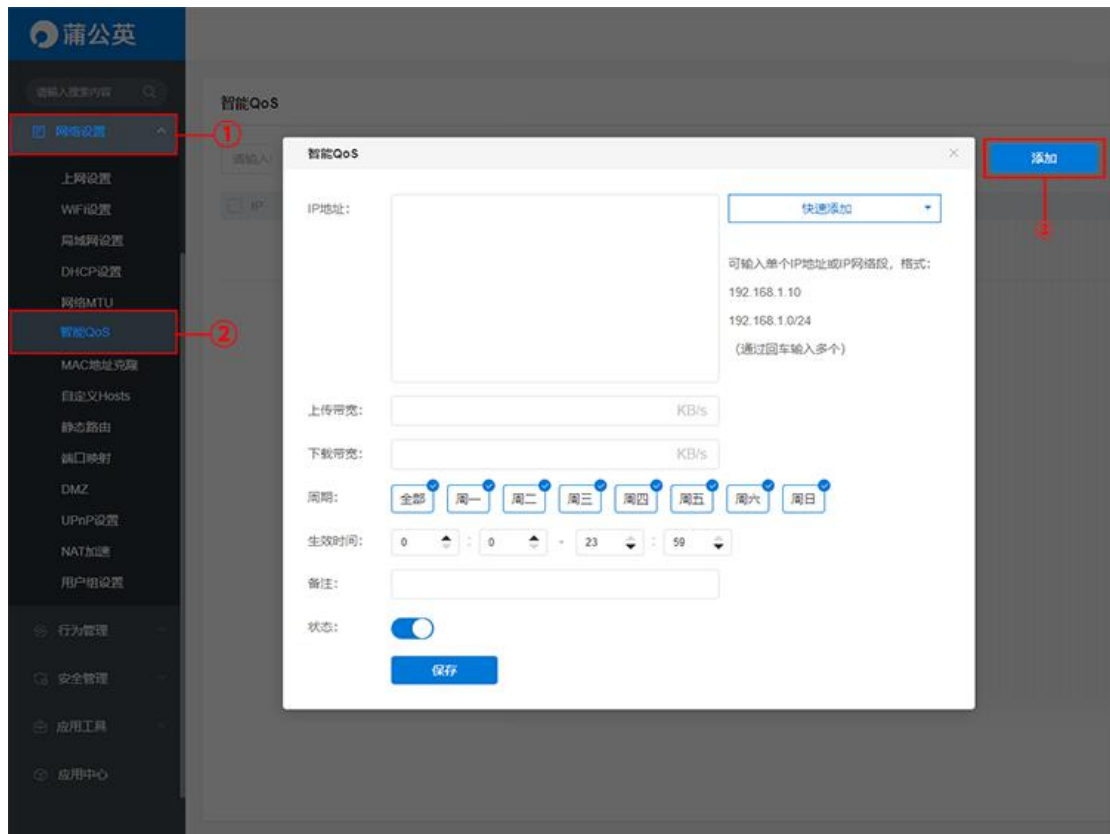 蒲公英
请输入搜索内容
网络设置
①
上网设置
WiFi设置
局域网设置
DHCP设置
网络MTU
智能QoS
②
MAC地址克隆
自定义Hosts
静态路由
端口映射
DMZ
UPnP设置
NAT加速
用户组设置
行为管理
安全管理
应用工具
应用中心
智能QoS
请输入
添加
IP
智能QoS
×
IP地址:
快速添加
可输入单个IP地址或IP网络段,格式:
192.168.1.10
192.168.1.0/24
(通过回车输入多个)
上传带宽:
KB/s
下载带宽:
KB/s
周期:
全部 周一 周二 周三 周四 周五 周六 周日
生效时间:
0 : 0 - 23 : 59
备注:
状态:
保存